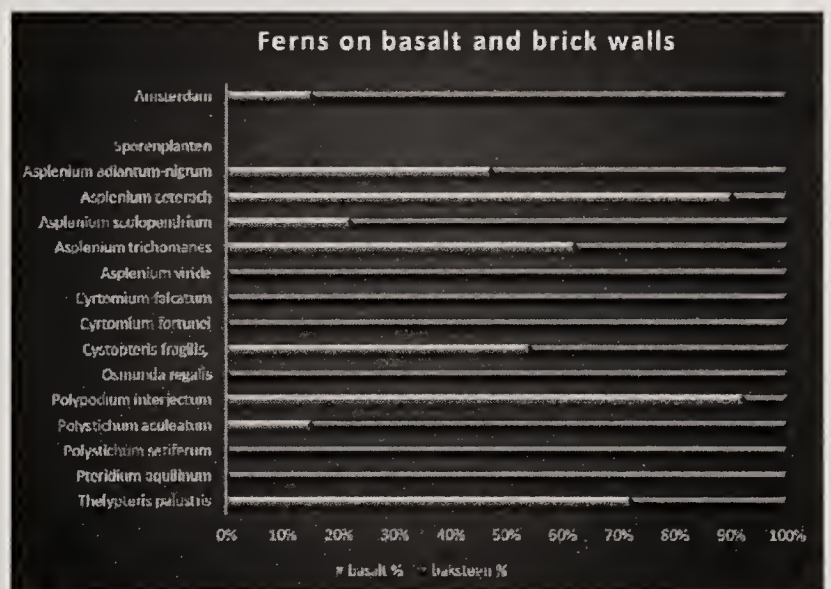 Ferns on basalt and brick walls
Amsterdam
Sporenplanten
Asplenium adiantum-nigrum
Asplenium ceterach
Asplenium scolopendrium
Asplenium trichomanes
Asplenium viride
Cyrtomium falcatum
Cyrtomium fortunei
Cystopteris fragilis,
Osmunda regalis
Polypodium interjectum
Polystichum aculeatum
Polystichum setiferum
Pteridium aquilinum
Thelypteris palustris
0% 10% 20% 30% 40% 50% 60% 70% 80% 90% 100%
basalt % baksteen %